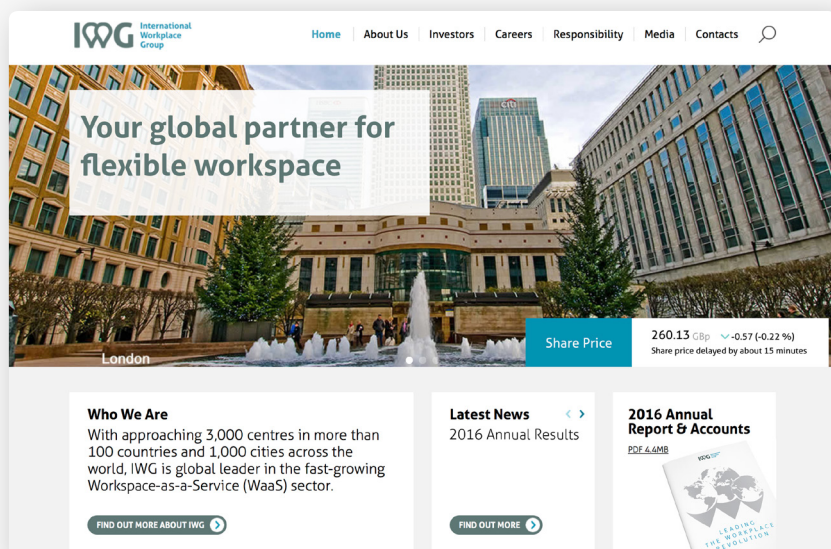 IWG
International
Workplace
Group
Home
About Us
Investors
Careers
Responsibility
Media
Contacts
citi
Your global partner for
flexible workspace
London
Share Price
260.13 GBp
-0.57 (-0.22 %)
Share price delayed by about 15 minutes
Who We Are
With approaching 3,000 centres in more than
100 countries and 1,000 cities across the
world, IWG is global leader in the fast-growing
Workspace-as-a-Service (WaaS) sector.
FIND OUT MORE ABOUT IWG
Latest News
2016 Annual Results
FIND OUT MORE
2016 Annual
Report & Accounts
PDF 4.4MB
IWG
LEADING
THE WORKPLACE
REVOLUTION